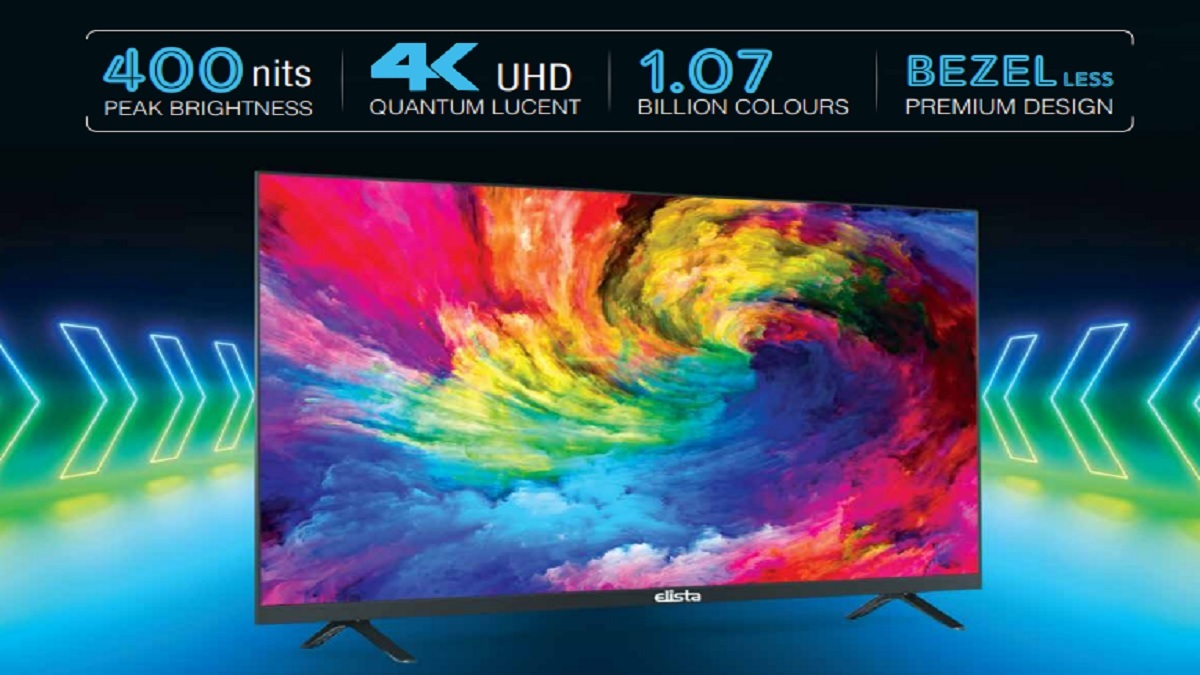 400 nits
PEAK BRIGHTNESS
4K UHD
QUANTUM LUCENT
1.07
BILLION COLOURS
BEZEL LESS
PREMIUM DESIGN
elista